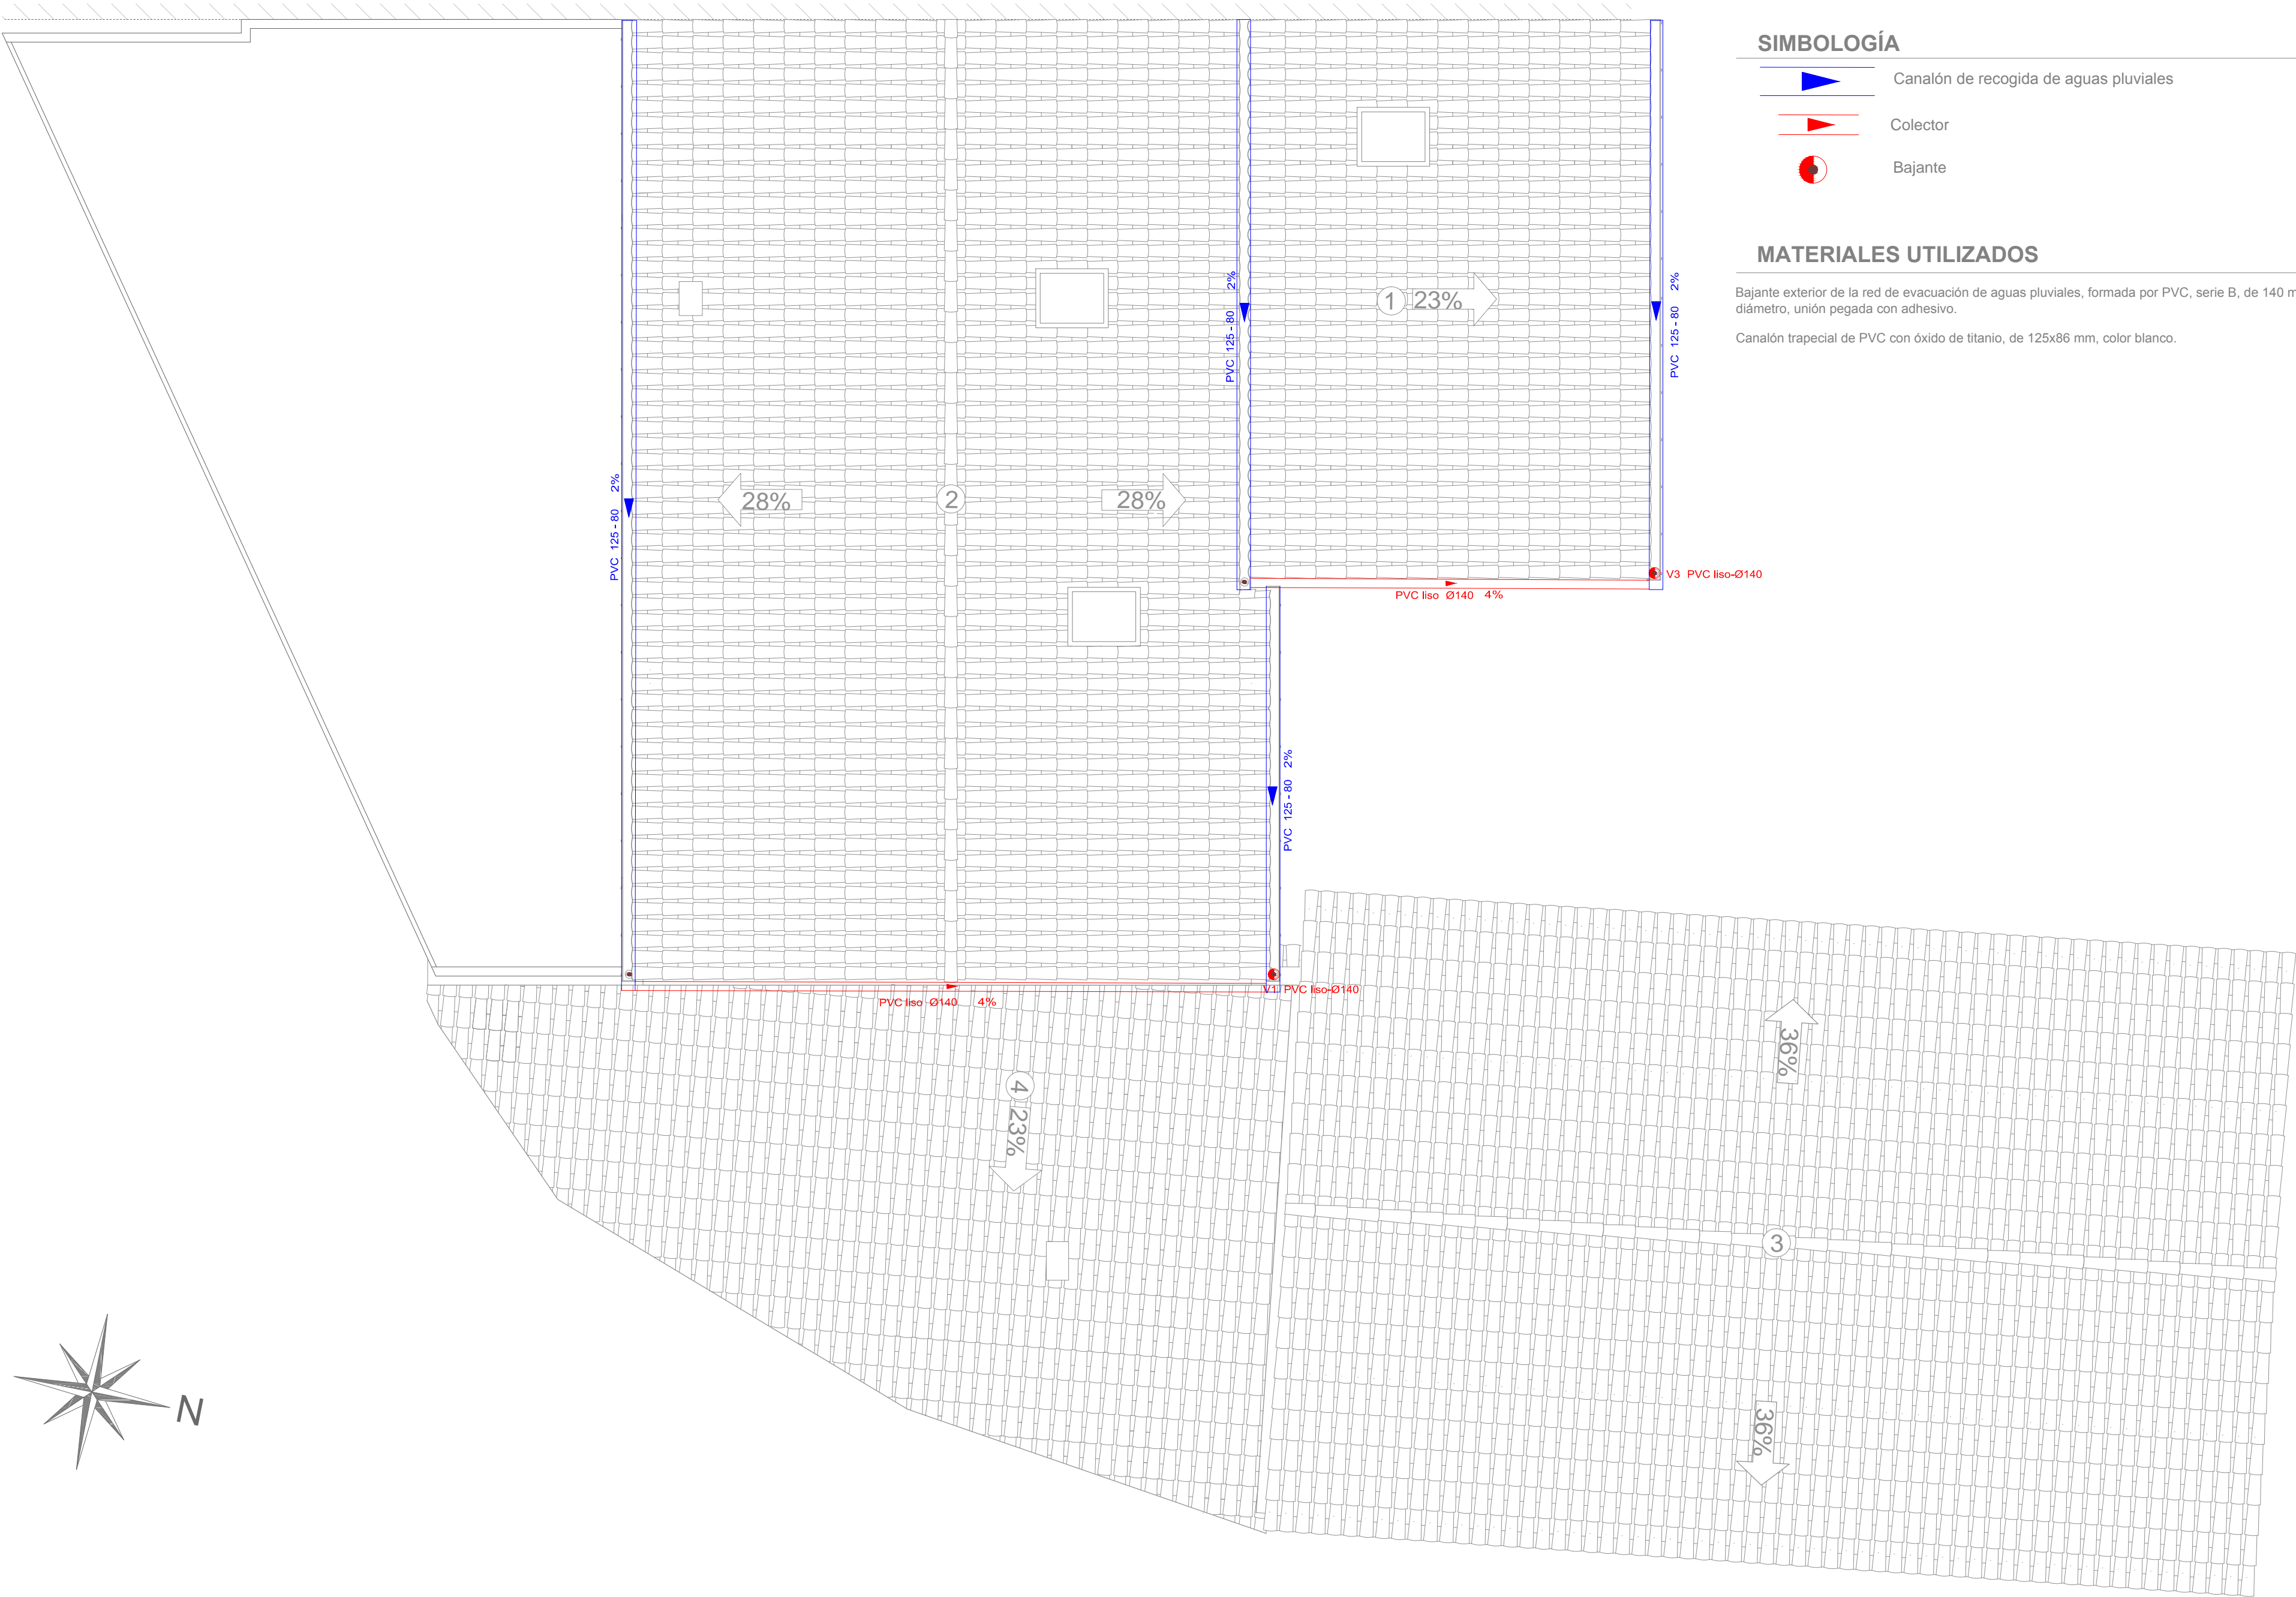 SIMBOLOGÍA
Canalón de recogida de aguas pluviales
Colector
Bajante
MATERIALES UTILIZADOS
Bajante exterior de la red de evacuación de aguas pluviales, formada por PVC, serie B, de 140 m
diámetro, unión pegada con adhesivo.
Canalón trapecial de PVC con óxido de titanio, de 125x86 mm, color blanco.
PVC 125 - 80 2%
1 23%
PVC 125 - 80 2%
PVC 125 - 80 2%
28%
2
28%
V3 PVC liso-Ø140
PVC liso Ø140 4%
PVC 125 - 80 2%
V1 PVC liso-Ø140
PVC liso Ø140 4%
4 23%
36%
3
36%
N